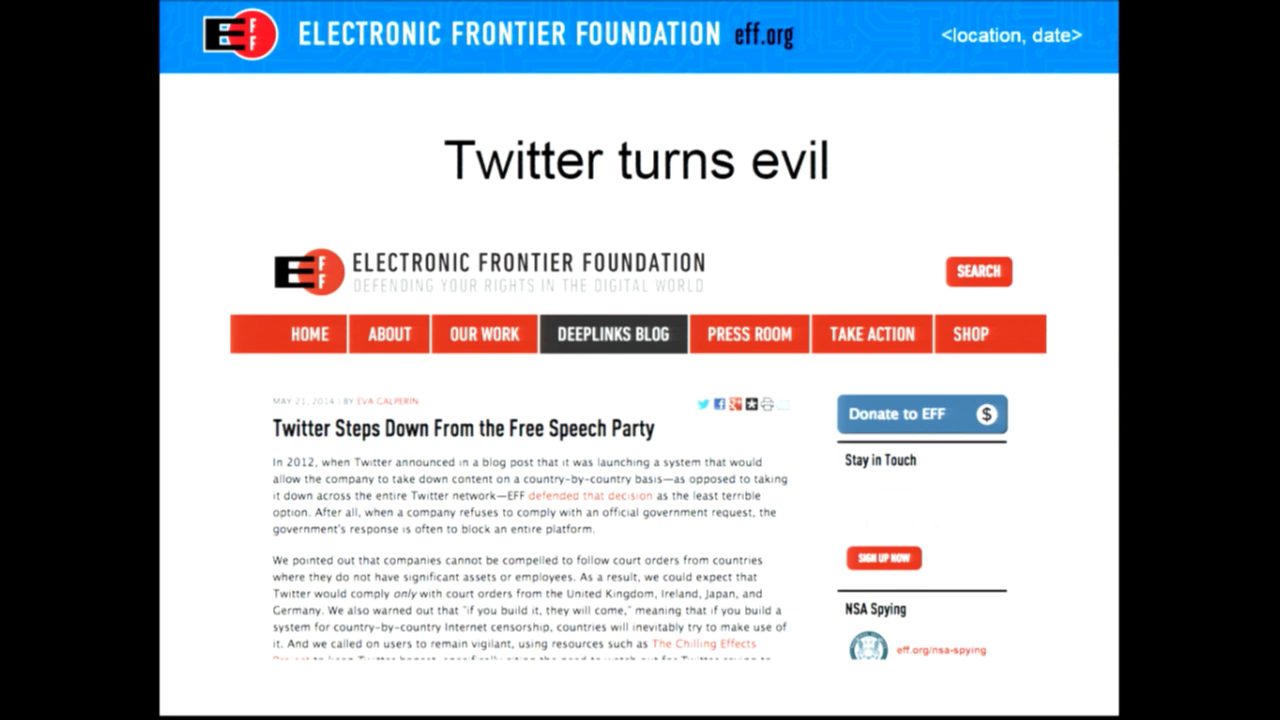 EFF ELECTRONIC FRONTIER FOUNDATION eff.org <location, date>
Twitter turns evil
EFF ELECTRONIC FRONTIER FOUNDATION
DEFENDING YOUR RIGHTS IN THE DIGITAL WORLD
SEARCH
HOME ABOUT OUR WORK DEEPLINKS BLOG PRESS ROOM TAKE ACTION SHOP
MAY 21, 2014 | BY EVA GALPERIN
Twitter Steps Down From the Free Speech Party
In 2012, when Twitter announced in a blog post that it was launching a system that would
allow the company to take down content on a country-by-country basis—as opposed to taking
it down across the entire Twitter network—EFF defended that decision as the least terrible
option. After all, when a company refuses to comply with an official government request, the
government's response is often to block an entire platform.
We pointed out that companies cannot be compelled to follow court orders from countries
where they do not have significant assets or employees. As a result, we could expect that
Twitter would comply only with court orders from the United Kingdom, Ireland, Japan, and
Germany. We also warned out that "if you build it, they will come," meaning that if you build a
system for country-by-country Internet censorship, countries will inevitably try to make use of
it. And we called on users to remain vigilant, using resources such as The Chilling Effects
Donate to EFF $
Stay in Touch
SIGN UP NOW
NSA Spying
eff.org/nsa-spying